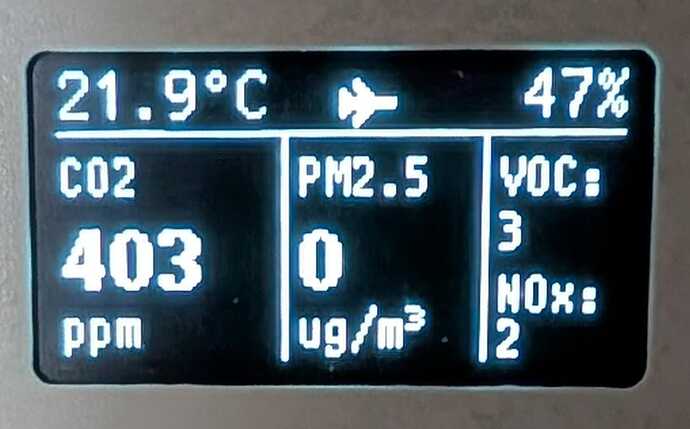 21.9°C 47%
CO2
403
ppm
PM2.5
0
ug/m³
VOC:
3
NOx:
2